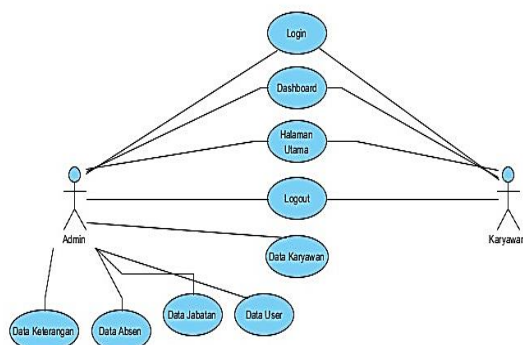 Login
Dashboard
Halaman
Utama
Logout
Admin
Karyawan
Data Karyawan
Data Keterangan
Data Absen
Data Jabatan
Data User